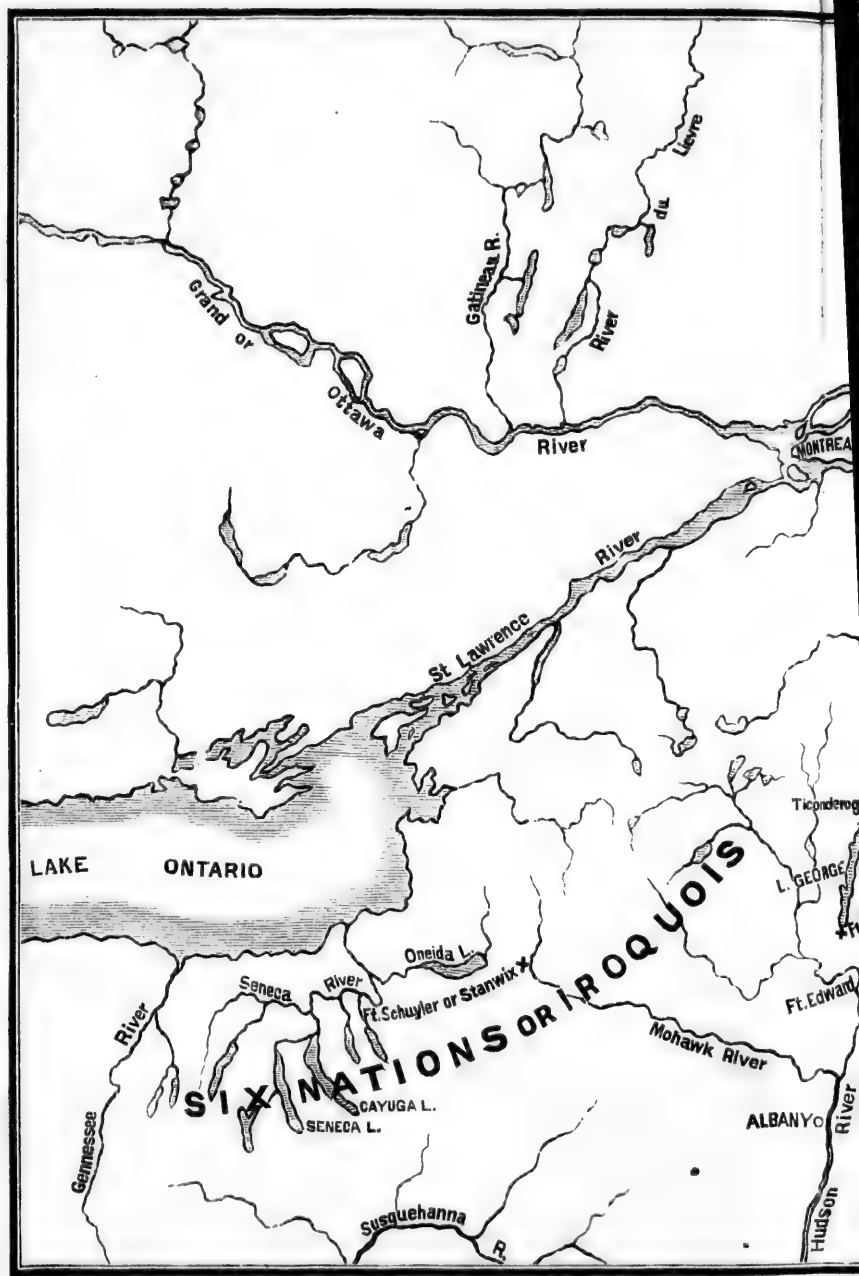 Lievre
du
River
Gatineau R.
Grand or
Ottawa
River
MONTREA
River
St Lawrence
Ticonderog
LAKE ONTARIO
L. GEORGE
Oneida L.
Ft. Schuyler or Stanwix
Seneca River
Ft. Edward
SIX NATIONS OR IROQUOIS
Mohawk River
River
Gennessee
CAYUGA L.
SENECA L.
ALBANY
River
Hudson
Susquehanna
R.